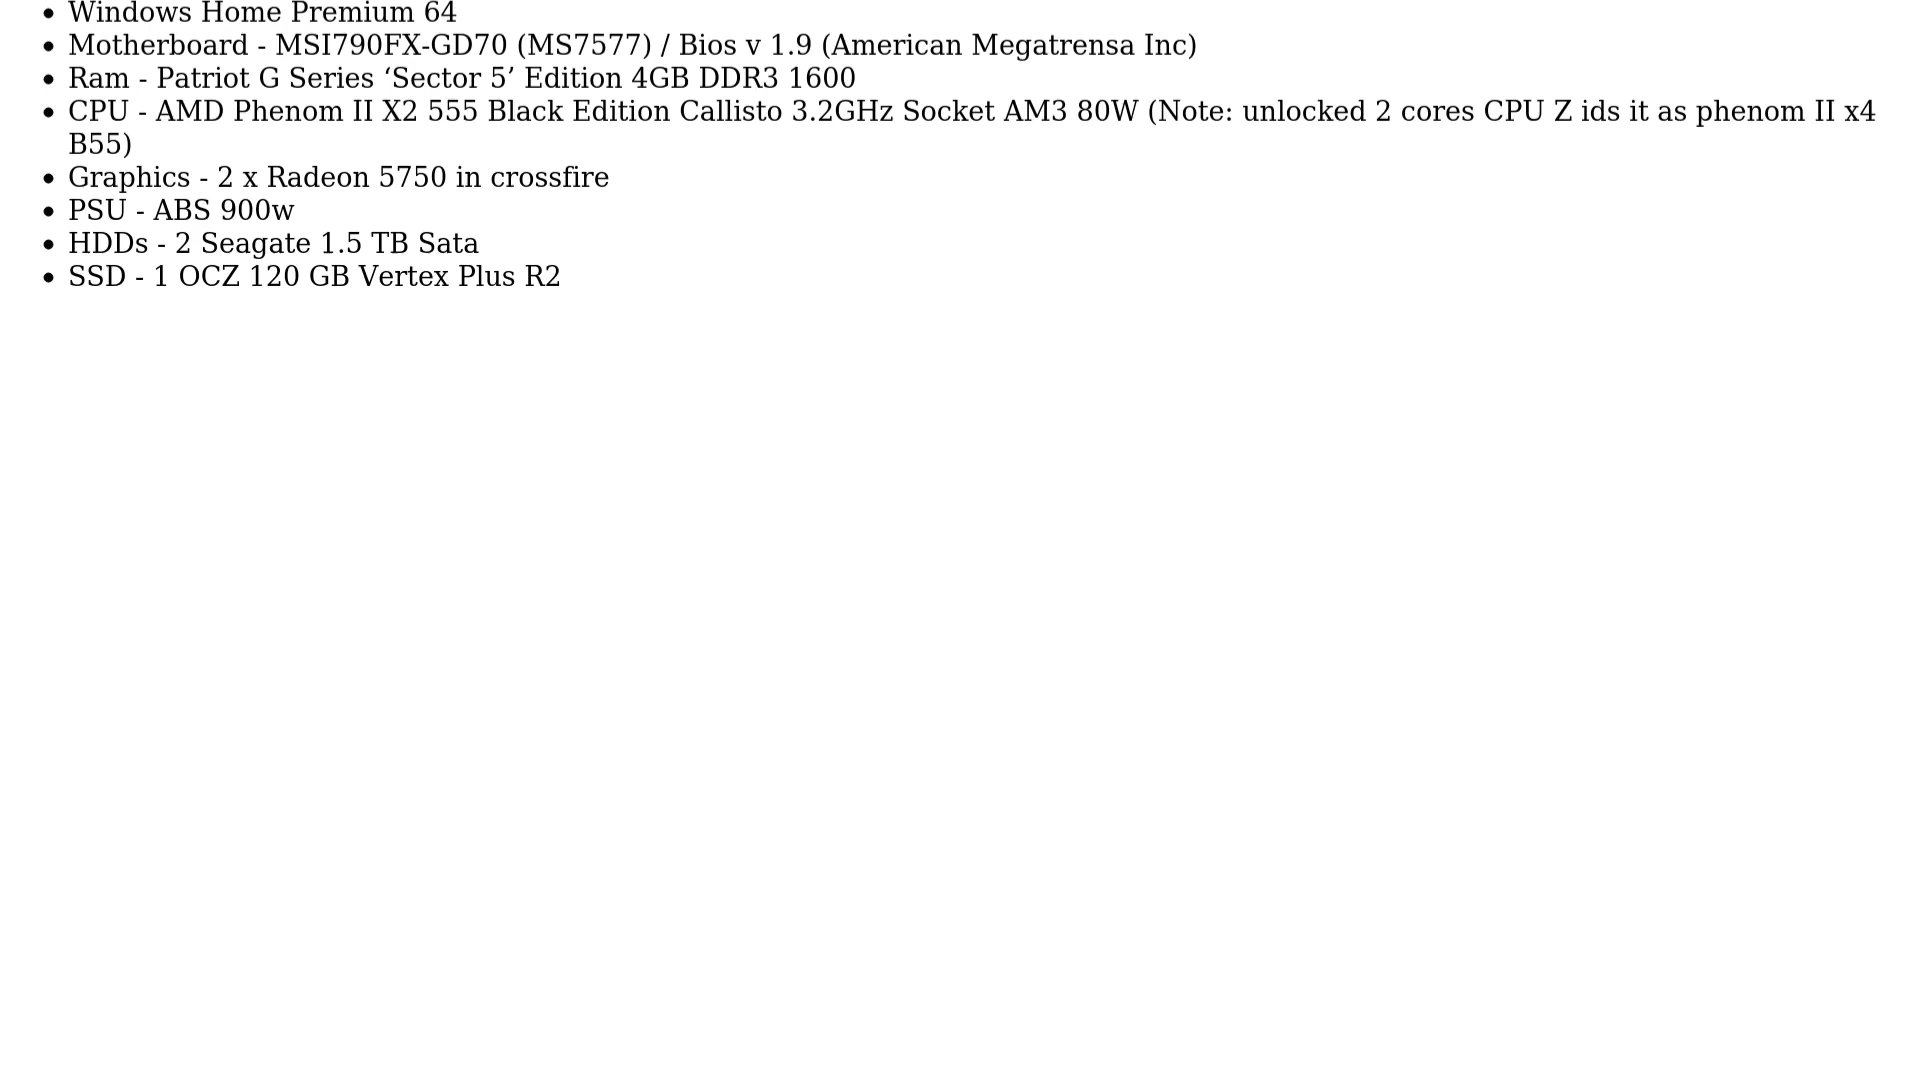 • Windows Home Premium 64
• Motherboard - MSI790FX-GD70 (MS7577) / Bios v 1.9 (American Megatrensa Inc)
• Ram - Patriot G Series ‘Sector 5’ Edition 4GB DDR3 1600
• CPU - AMD Phenom II X2 555 Black Edition Callisto 3.2GHz Socket AM3 80W (Note: unlocked 2 cores CPU Z ids it as phenom II x4
B55)
• Graphics - 2 x Radeon 5750 in crossfire
• PSU - ABS 900w
• HDDs - 2 Seagate 1.5 TB Sata
• SSD - 1 OCZ 120 GB Vertex Plus R2